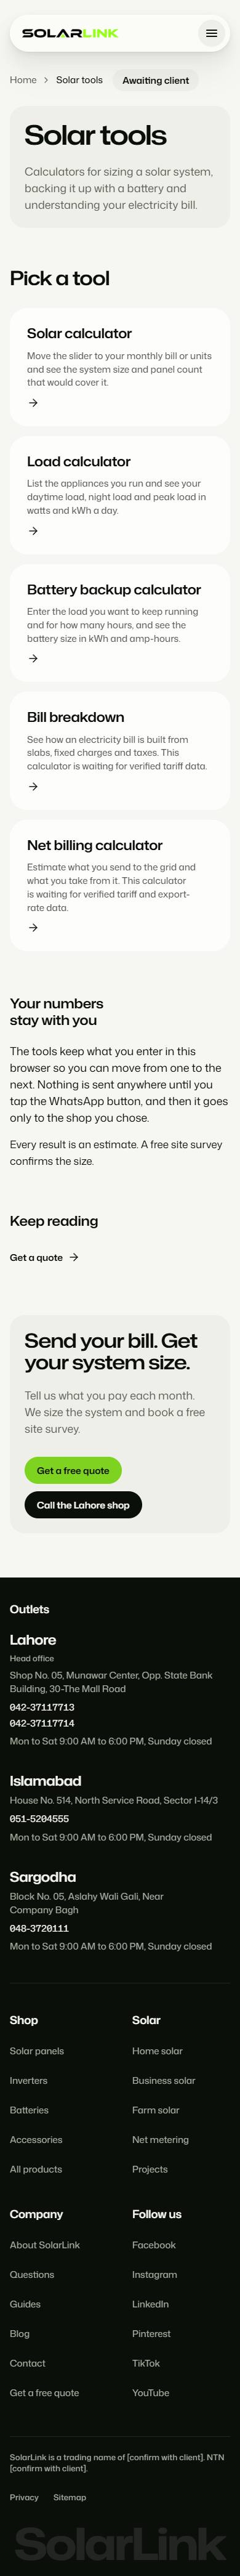 SOLARLINK
Home > Solar tools Awaiting client
Solar tools
Calculators for sizing a solar system,
backing it up with a battery and
understanding your electricity bill.
Pick a tool
Solar calculator
Move the slider to your monthly bill or units
and see the system size and panel count
that would cover it.
Load calculator
List the appliances you run and see your
daytime load, night load and peak load in
watts and kWh a day.
Battery backup calculator
Enter the load you want to keep running
and for how many hours, and see the
battery size in kWh and amp-hours.
Bill breakdown
See how an electricity bill is built from
slabs, fixed charges and taxes. This
calculator is waiting for verified tariff data.
Net billing calculator
Estimate what you send to the grid and
what you take from it. This calculator
is waiting for verified tariff and export-
rate data.
Your numbers
stay with you
The tools keep what you enter in this
browser so you can move from one to the
next. Nothing is sent anywhere until you
tap the WhatsApp button, and then it goes
only to the shop you chose.
Every result is an estimate. A free site survey
confirms the size.
Keep reading
Get a quote
Send your bill. Get
your system size.
Tell us what you pay each month.
We size the system and book a free
site survey.
Get a free quote
Call the Lahore shop
Outlets
Lahore
Head office
Shop No. 05, Munawar Center, Opp. State Bank
Building, 30-The Mall Road
042-37117713
042-37117714
Mon to Sat 9:00 AM to 6:00 PM, Sunday closed
Islamabad
House No. 514, North Service Road, Sector I-14/3
051-5204555
Mon to Sat 9:00 AM to 6:00 PM, Sunday closed
Sargodha
Block No. 05, Aslahy Wali Gali, Near
Company Bagh
048-3720111
Mon to Sat 9:00 AM to 6:00 PM, Sunday closed
Shop
Solar panels
Inverters
Batteries
Accessories
All products
Solar
Home solar
Business solar
Farm solar
Net metering
Projects
Company
About SolarLink
Questions
Guides
Blog
Contact
Get a free quote
Follow us
Facebook
Instagram
LinkedIn
Pinterest
TikTok
YouTube
SolarLink is a trading name of [confirm with client]. NTN
[confirm with client].
Privacy Sitemap
SolarLink